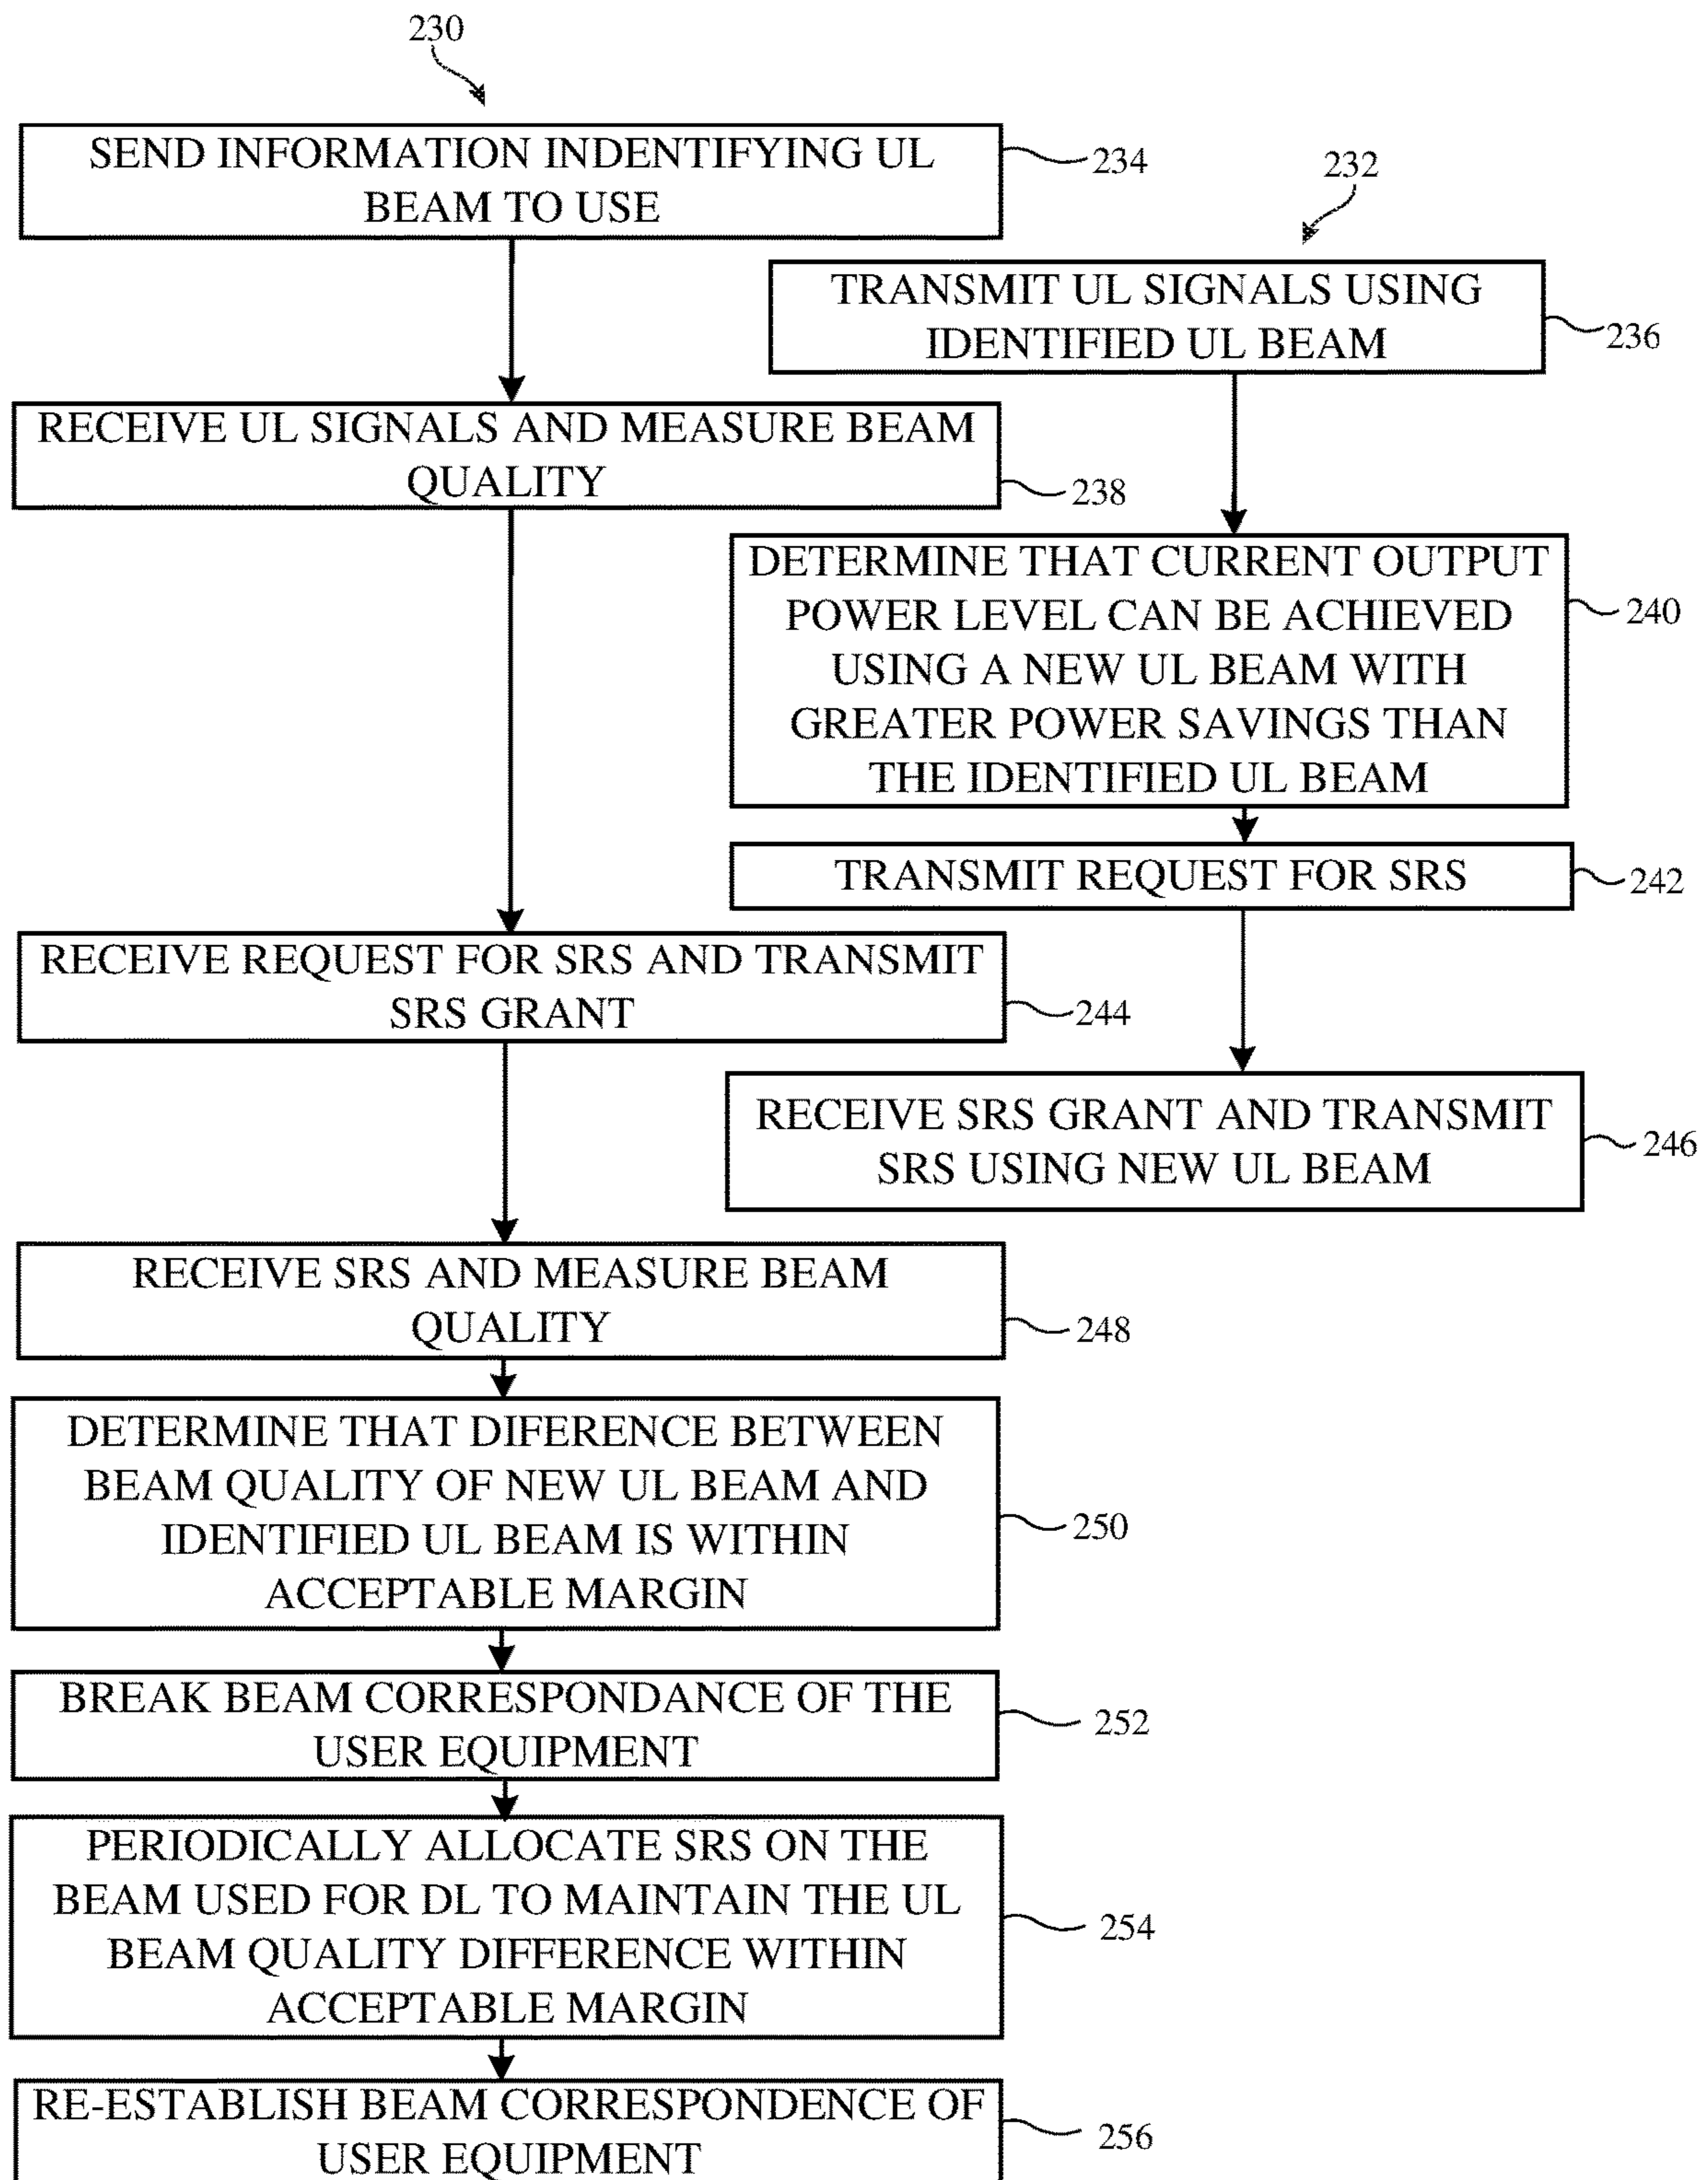 230
SEND INFORMATION INDENTIFYING UL
BEAM TO USE
234
232
TRANSMIT UL SIGNALS USING
IDENTIFIED UL BEAM
236
RECEIVE UL SIGNALS AND MEASURE BEAM
QUALITY
238
DETERMINE THAT CURRENT OUTPUT
POWER LEVEL CAN BE ACHIEVED
USING A NEW UL BEAM WITH
GREATER POWER SAVINGS THAN
THE IDENTIFIED UL BEAM
240
TRANSMIT REQUEST FOR SRS
242
RECEIVE REQUEST FOR SRS AND TRANSMIT
SRS GRANT
244
RECEIVE SRS GRANT AND TRANSMIT
SRS USING NEW UL BEAM
246
RECEIVE SRS AND MEASURE BEAM
QUALITY
248
DETERMINE THAT DIFERENCE BETWEEN
BEAM QUALITY OF NEW UL BEAM AND
IDENTIFIED UL BEAM IS WITHIN
ACCEPTABLE MARGIN
250
BREAK BEAM CORRESPONDANCE OF THE
USER EQUIPMENT
252
PERIODICALLY ALLOCATE SRS ON THE
BEAM USED FOR DL TO MAINTAIN THE UL
BEAM QUALITY DIFFERENCE WITHIN
ACCEPTABLE MARGIN
254
RE-ESTABLISH BEAM CORRESPONDENCE OF
USER EQUIPMENT
256